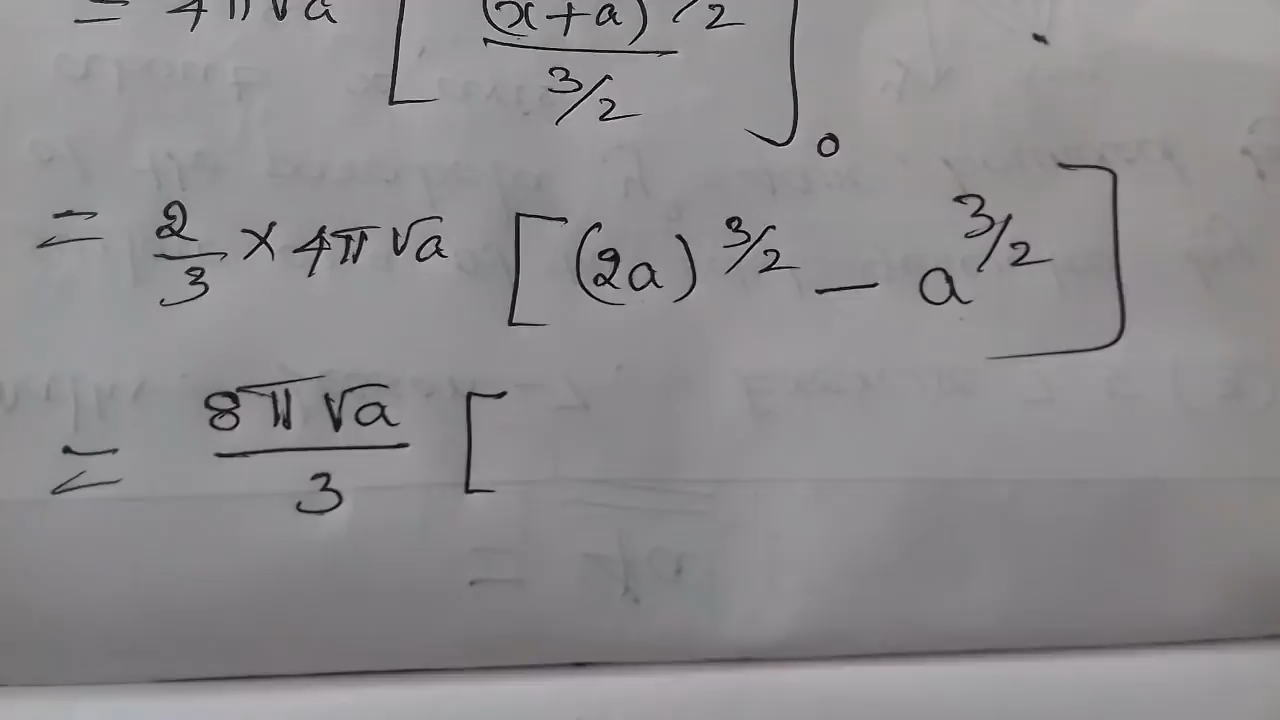 = 4π√a [ (x+a)^3/2 / 3/2 ]_0
= 2/3 × 4π√a [ (2a)^3/2 − a^3/2 ]
= 8π√a / 3 [